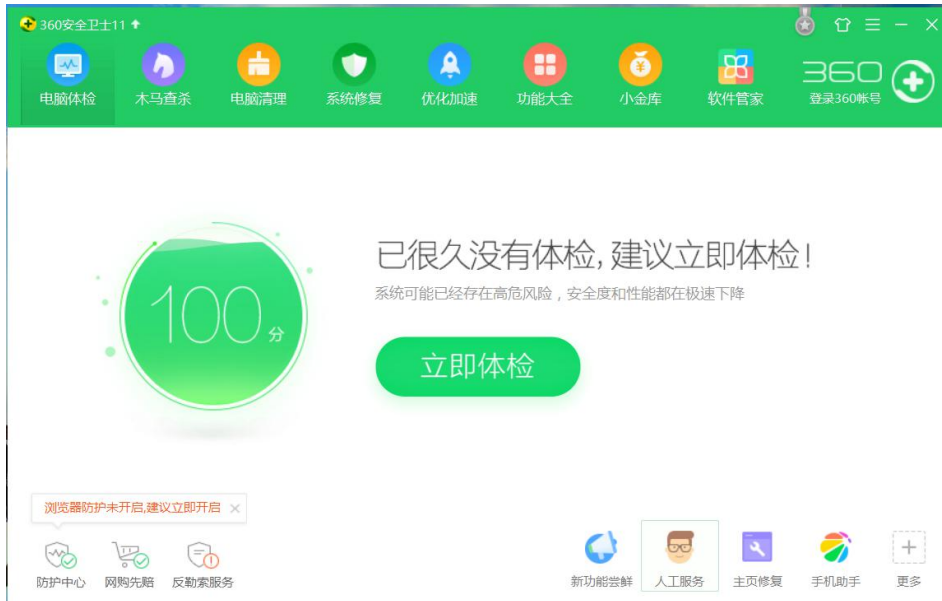 360安全卫士11
电脑体检
木马查杀
电脑清理
系统修复
优化加速
功能大全
小金库
软件管家
360
登录360帐号
100分
已很久没有体检,建议立即体检!
系统可能已经存在高危风险，安全度和性能都在极速下降
立即体检
浏览器防护未开启,建议立即开启
防护中心
网购先赔
反勒索服务
新功能尝鲜
人工服务
主页修复
手机助手
更多